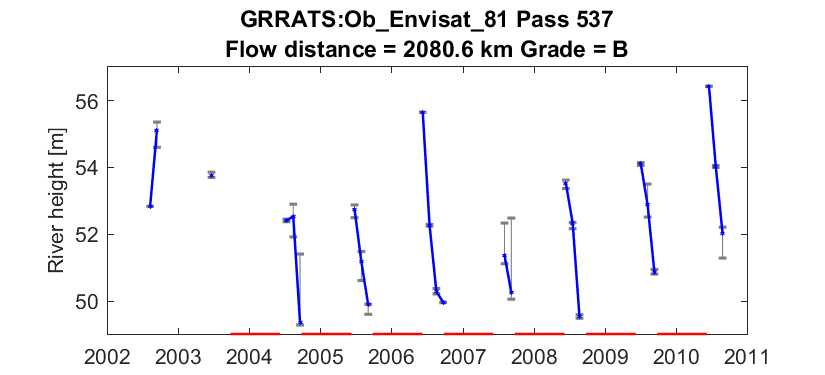 GRRATS:Ob_Envisat_81 Pass 537
Flow distance = 2080.6 km Grade = B
River height [m]
56
54
52
50
2002 2003 2004 2005 2006 2007 2008 2009 2010 2011